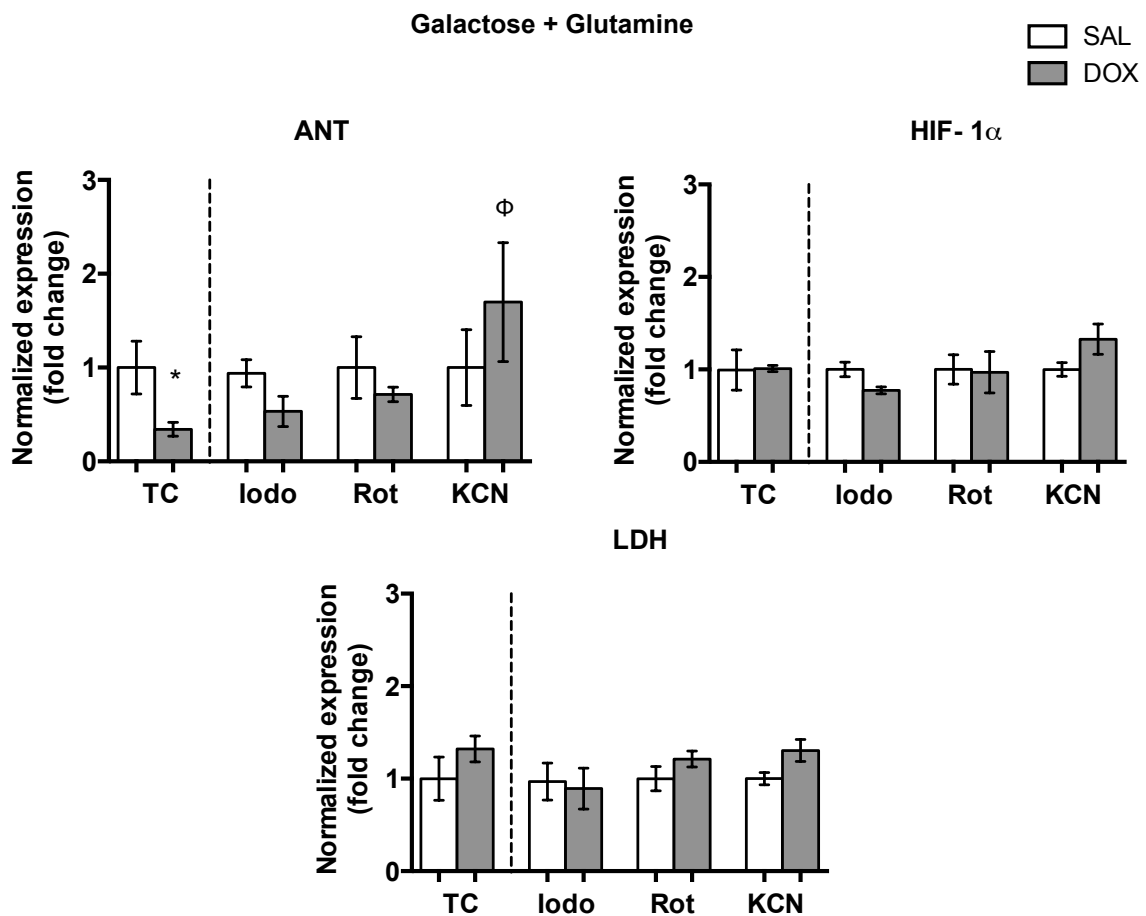 Galactose + Glutamine
SAL
DOX
ANT
Normalized expression
(fold change)
3
2
1
0
*
Φ
TC Iodo Rot KCN
HIF- 1α
Normalized expression
(fold change)
3
2
1
0
TC Iodo Rot KCN
LDH
Normalized expression
(fold change)
3
2
1
0
TC Iodo Rot KCN